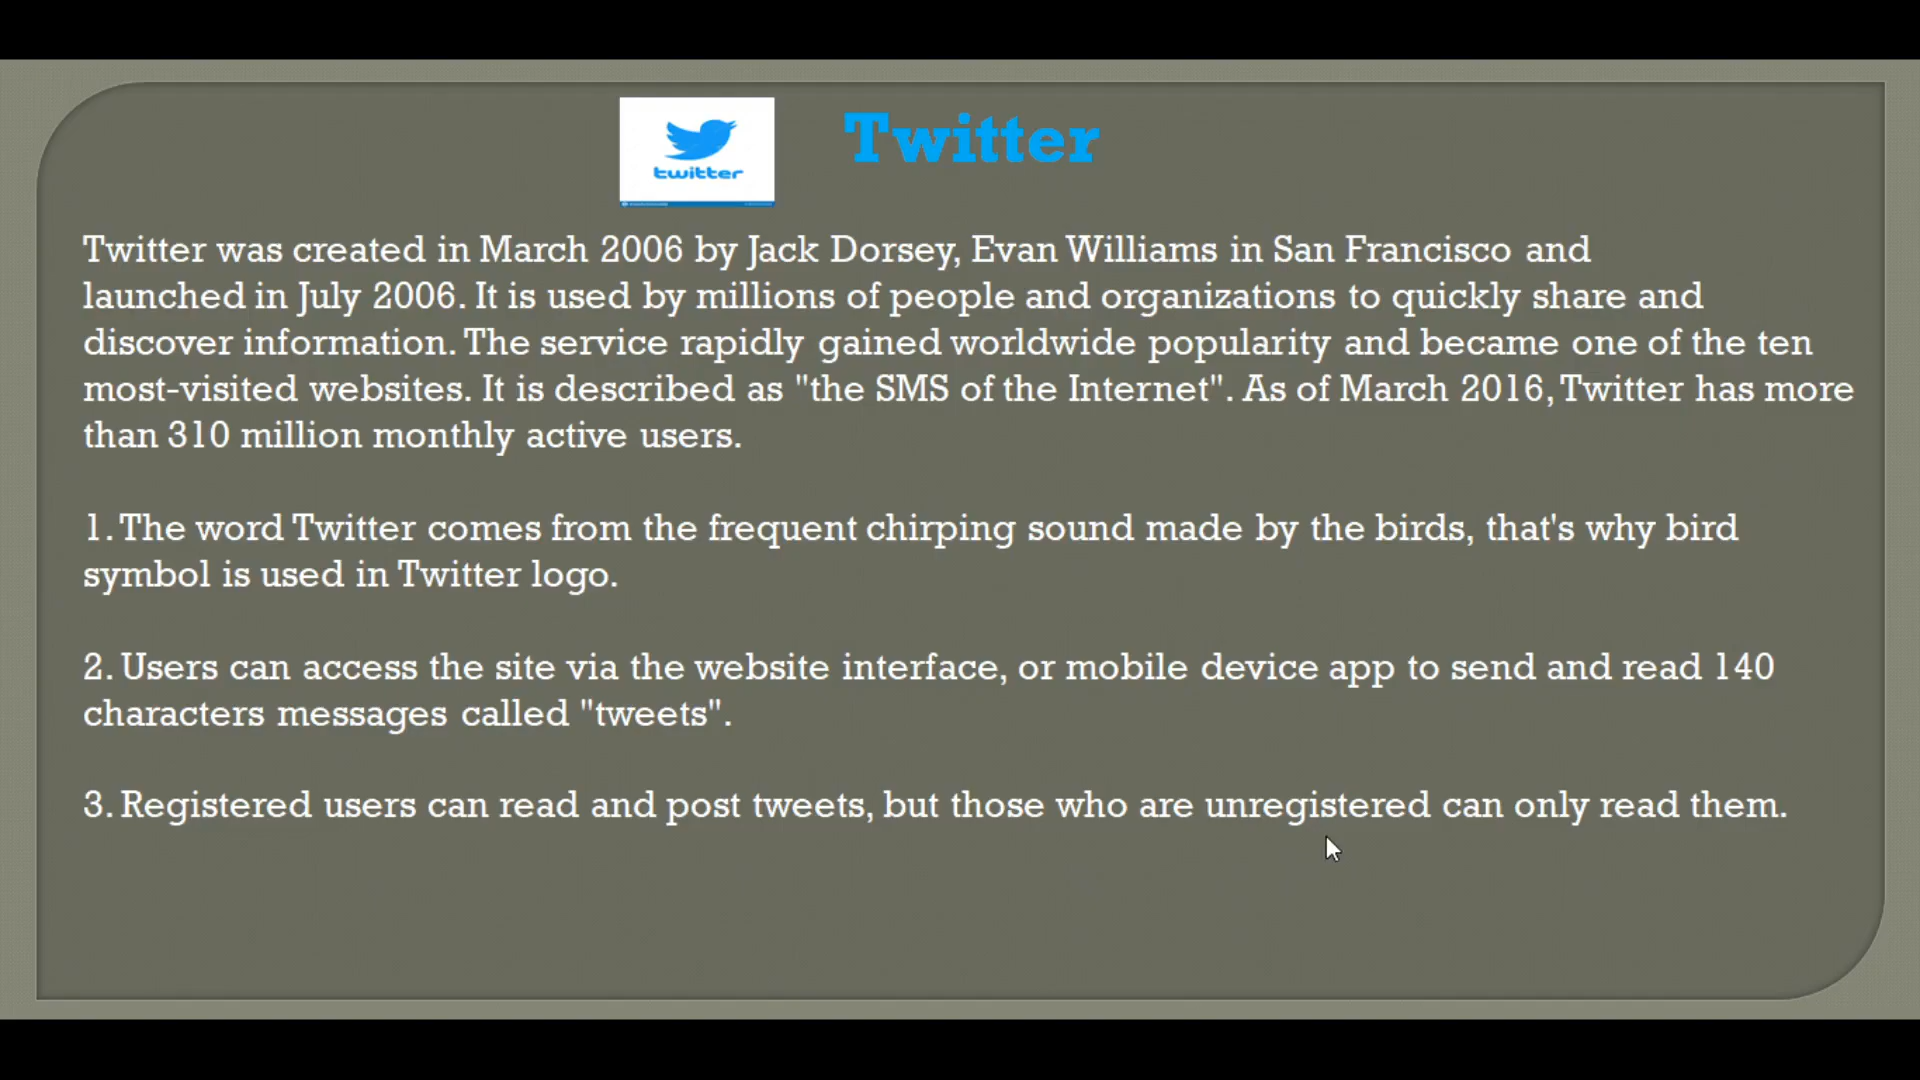 twitter
Twitter
Twitter was created in March 2006 by Jack Dorsey, Evan Williams in San Francisco and
launched in July 2006. It is used by millions of people and organizations to quickly share and
discover information. The service rapidly gained worldwide popularity and became one of the ten
most-visited websites. It is described as "the SMS of the Internet". As of March 2016, Twitter has more
than 310 million monthly active users.
1. The word Twitter comes from the frequent chirping sound made by the birds, that's why bird
symbol is used in Twitter logo.
2. Users can access the site via the website interface, or mobile device app to send and read 140
characters messages called "tweets".
3. Registered users can read and post tweets, but those who are unregistered can only read them.